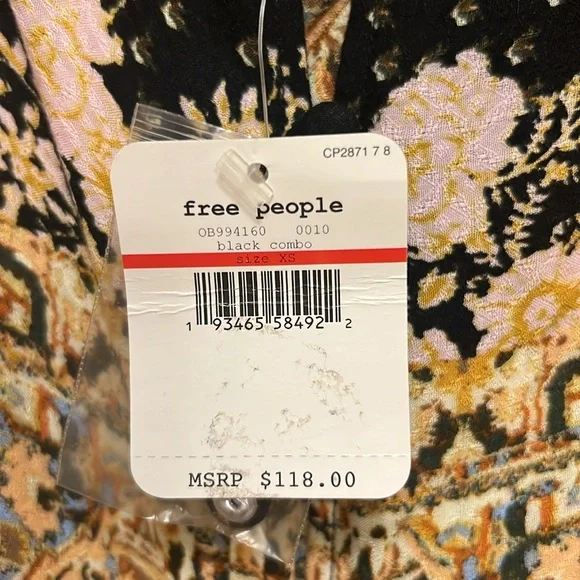 CP2871 7 8
free people
OB994160 0010
black combo
size XS
1 93465 58492 2
MSRP $118.00